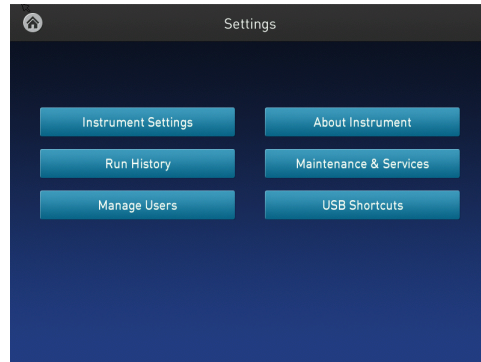 Settings
Instrument Settings
About Instrument
Run History
Maintenance & Services
Manage Users
USB Shortcuts